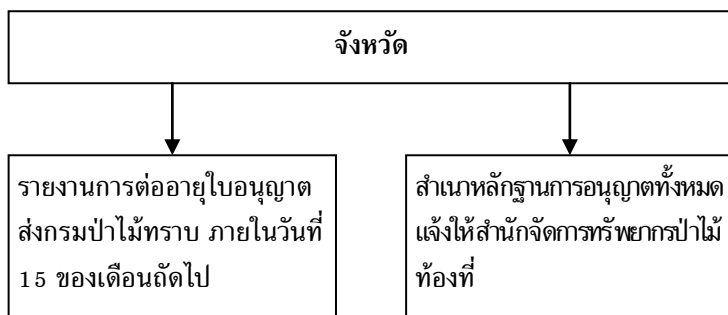 จังหวัด
รายงานการต่ออายุใบอนุญาต
ส่งกรมป่าไม้ทราบ ภายในวันที่
15 ของเดือนถัดไป
สำเนาหลักฐานการอนุญาตทั้งหมด
แจ้งให้สำนักจัดการทรัพยากรป่าไม้
ท้องที่